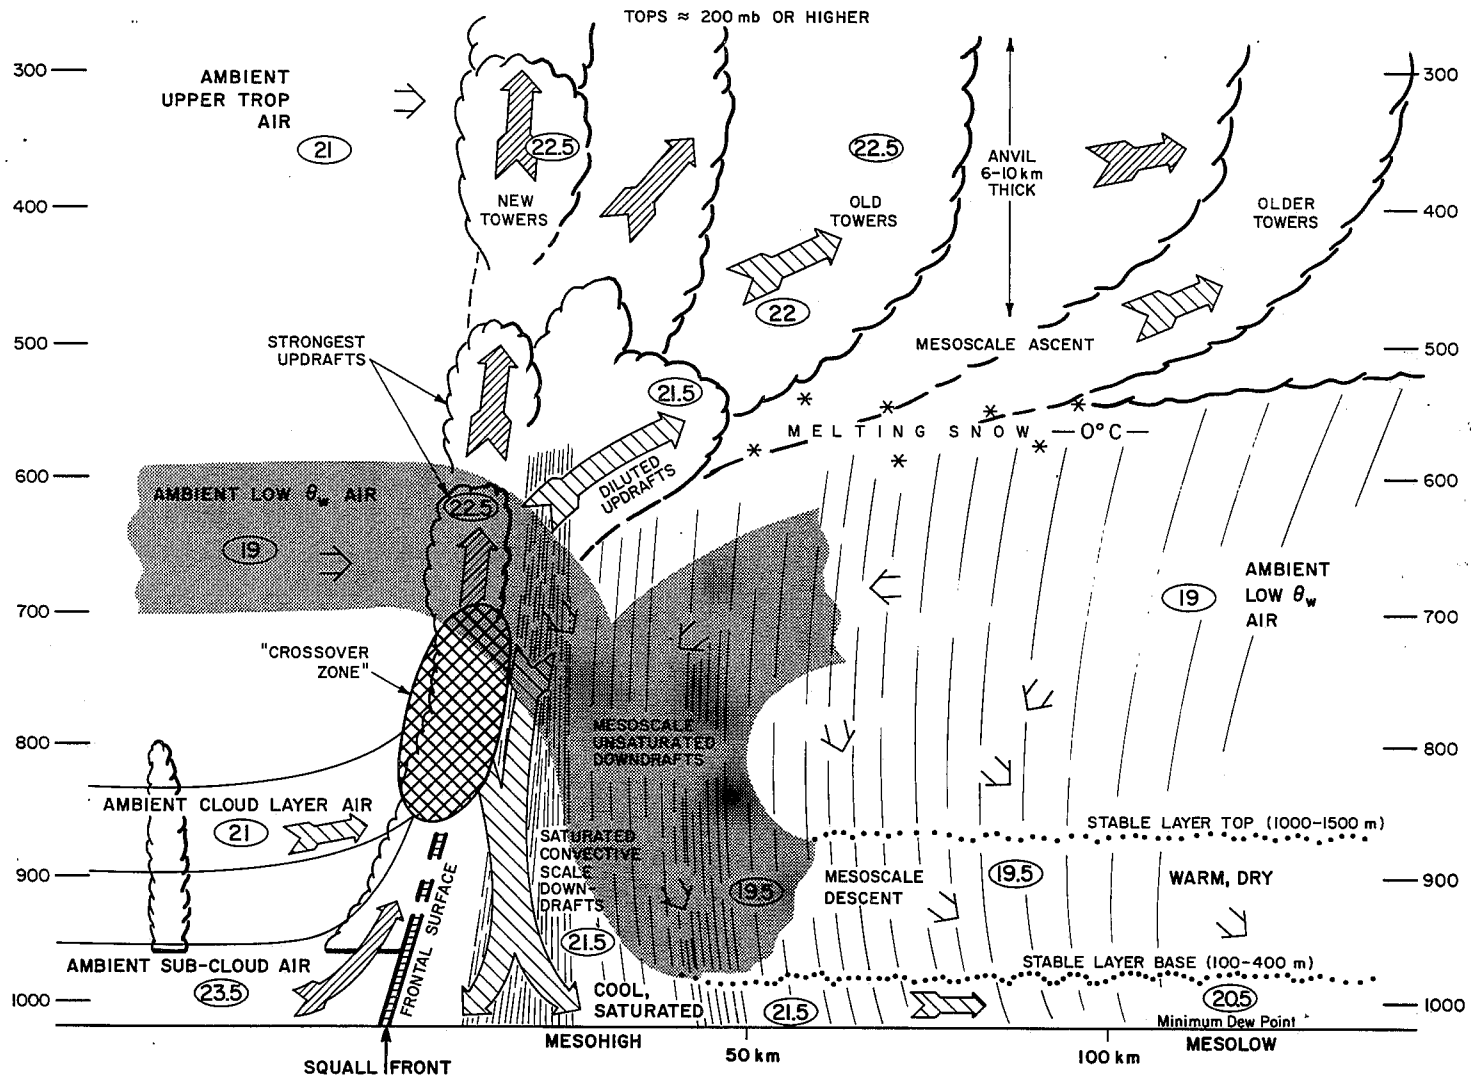 TOPS ≈ 200 mb OR HIGHER
300
AMBIENT
UPPER TROP
AIR
21
22.5
22.5
ANVIL
6-10 km
THICK
300
400
NEW
TOWERS
OLD
TOWERS
OLDER
TOWERS
400
22
500
STRONGEST
UPDRAFTS
MESOSCALE ASCENT
500
21.5
MELTING SNOW — 0°C —
600
AMBIENT LOW θw AIR
22.5
DILUTED
UPDRAFTS
600
19
19
AMBIENT
LOW θw
AIR
700
700
"CROSSOVER
ZONE"
MESOSCALE
UNSATURATED
DOWNDRAFTS
800
800
AMBIENT CLOUD LAYER AIR
21
STABLE LAYER TOP (1000-1500 m)
SATURATED
CONVECTIVE
SCALE
DOWN-
DRAFTS
900
FRONTAL SURFACE
19.5
MESOSCALE
DESCENT
19.5
WARM, DRY
900
21.5
AMBIENT SUB-CLOUD AIR
23.5
STABLE LAYER BASE (100-400 m)
1000
COOL,
SATURATED
21.5
20.5
1000
Minimum Dew Point
SQUALL FRONT
MESOHIGH
50 km
100 km
MESOLOW